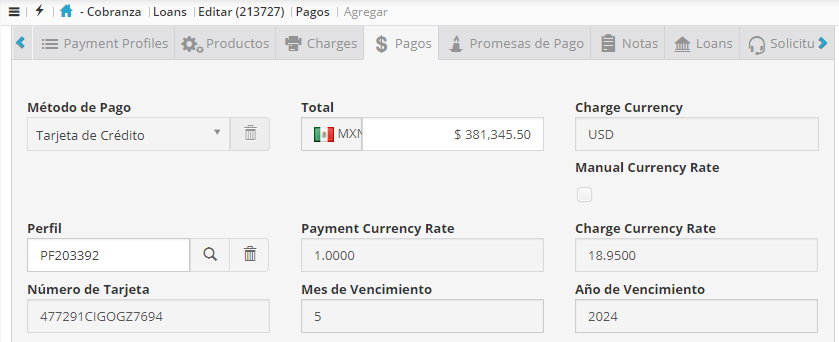 - Cobranza Loans Editar (213727) Pagos Agregar
Payment Profiles Productos Charges Pagos Promesas de Pago Notas Loans Solicitu
Método de Pago Total Charge Currency
Tarjeta de Crédito MXN $ 381,345.50 USD
Manual Currency Rate
Perfil Payment Currency Rate Charge Currency Rate
PF203392 1.0000 18.9500
Número de Tarjeta Mes de Vencimiento Año de Vencimiento
477291CIGOGZ7694 5 2024